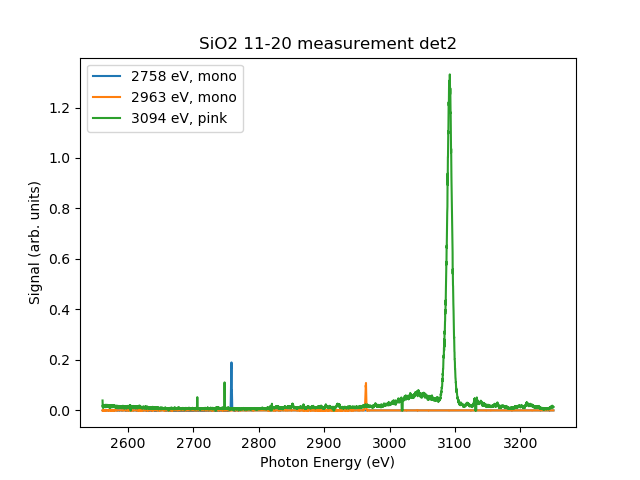 SiO2 11-20 measurement det2
2758 eV, mono
2963 eV, mono
3094 eV, pink
Signal (arb. units)
1.2
1.0
0.8
0.6
0.4
0.2
0.0
2600 2700 2800 2900 3000 3100 3200
Photon Energy (eV)